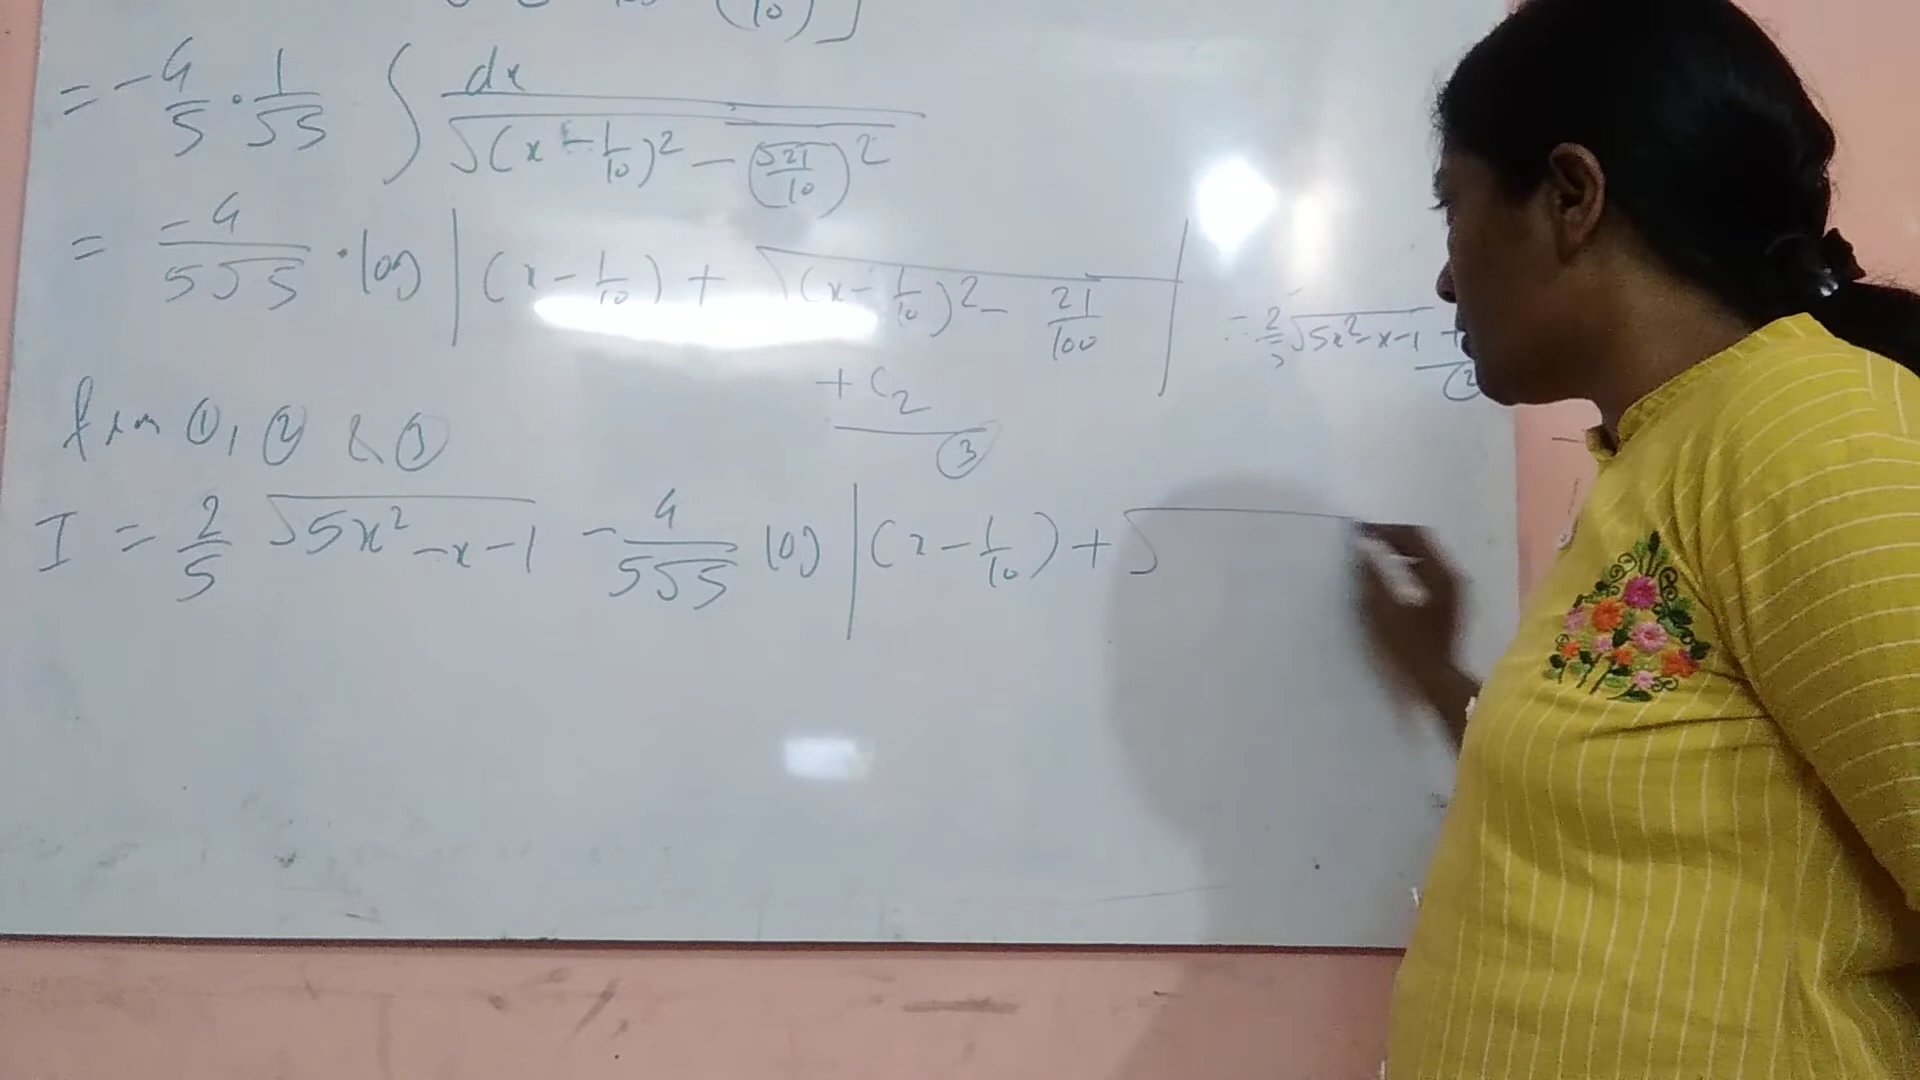 (10)]
= -4/5 · 1/√5 ∫ dx / √((x - 1/10)² - (√21/10)²)
= -4/5√5 · log |(x - 1/10) + √((x - 1/10)² - 21/100)|
+ C₂
③
= 2/5 √(5x² - x - 1) +
②
from ①, ② & ③
I = 2/5 √(5x² - x - 1) - 4/5√5 log |(x - 1/10) + √